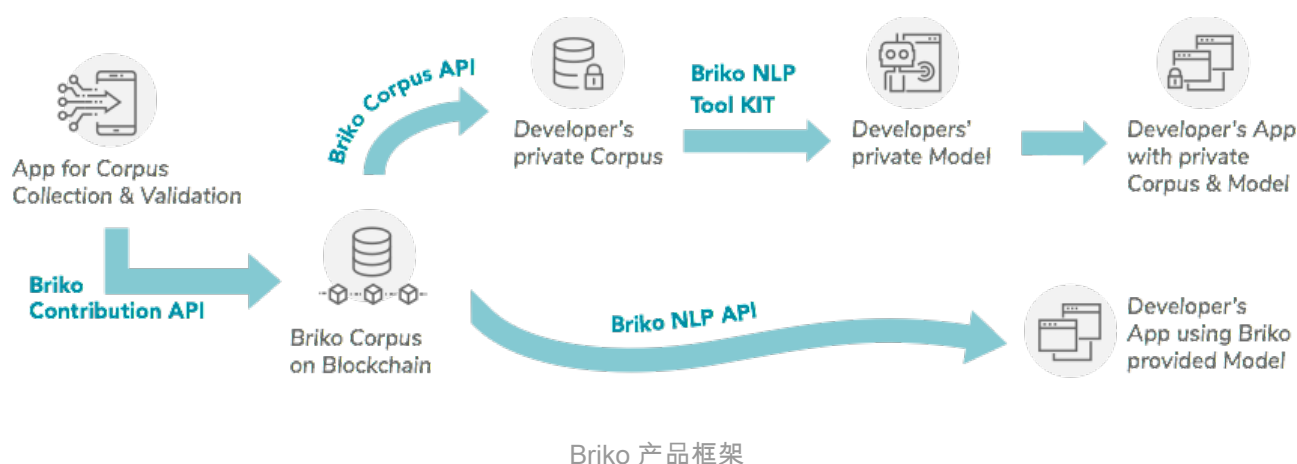 App for Corpus
Collection & Validation
Briko
Contribution API
Briko Corpus
on Blockchain
Briko Corpus API
Developer's
private Corpus
Briko NLP
Tool KIT
Developers'
private Model
Developer's App
with private
Corpus & Model
Briko NLP API
Developer's
App using Briko
provided Model
Briko 产品框架